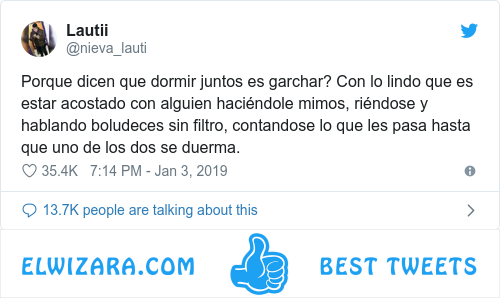 Lautii
@nieva_lauti
Porque dicen que dormir juntos es garchar? Con lo lindo que es
estar acostado con alguien haciéndole mimos, riéndose y
hablando boludeces sin filtro, contandose lo que les pasa hasta
que uno de los dos se duerma.
35.4K 7:14 PM - Jan 3, 2019
13.7K people are talking about this
ELWIZARA.COM BEST TWEETS